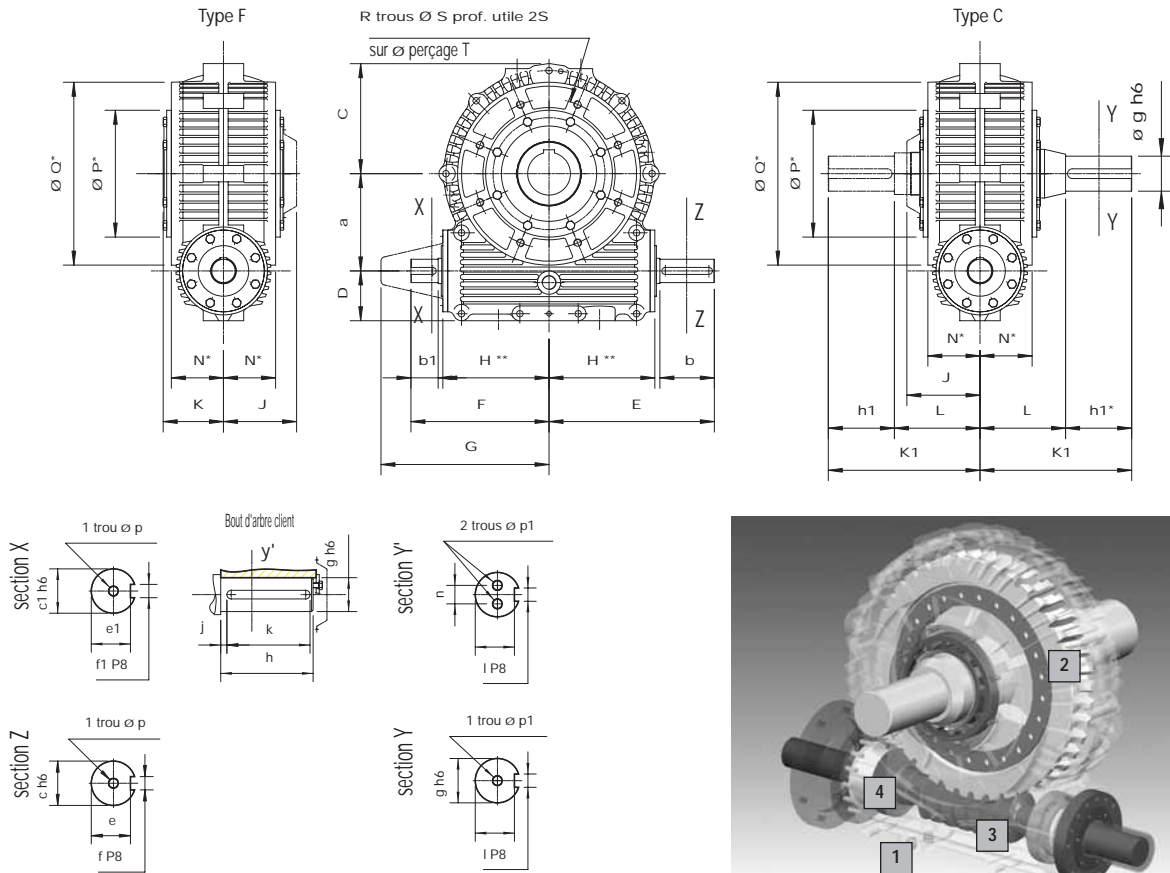 Type F
R trous Ø S prof. utile 2S
sur Ø perçage T
Type C
Ø Q*
Ø P*
N*
N*
K
J
C
a
D
X
X
Z
Z
b1
H **
H **
b
F
E
G
Ø Q*
Ø P*
Y
Y
ø g h6
N*
N*
J
h1
L
L
h1*
K1
K1
section X
1 trou Ø p
c1 h6
e1
f1 P8
Bout d'arbre client
y'
g h6
j
k
h
section Y'
2 trous Ø p1
n
l P8
section Z
1 trou Ø p
c h6
e
f P8
section Y
1 trou Ø p1
g h6
l P8
2
4
3
1